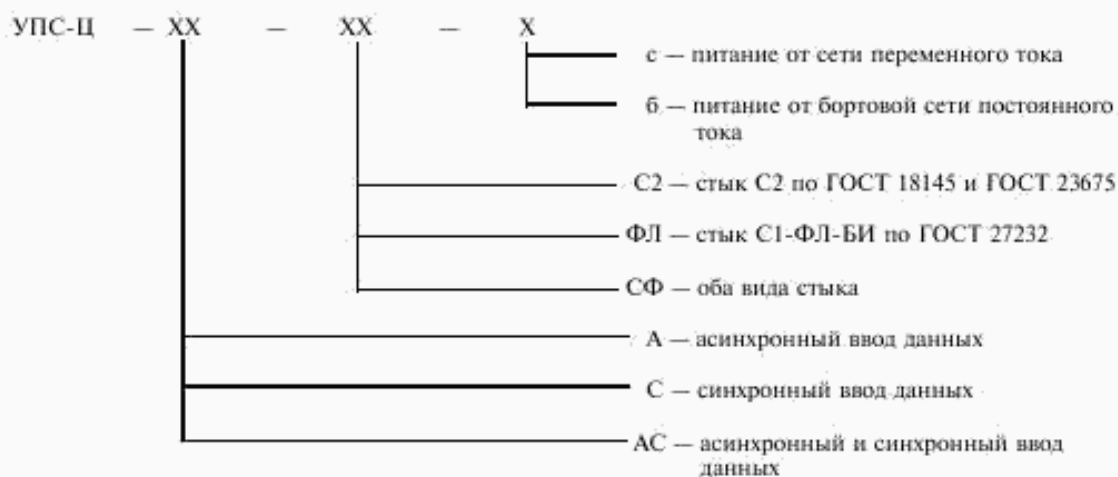 УПС-Ц — XX — XX — X
с — питание от сети переменного тока
б — питание от бортовой сети постоянного
тока
С2 — стык С2 по ГОСТ 18145 и ГОСТ 23675
ФЛ — стык С1-ФЛ-БИ по ГОСТ 27232
СФ — оба вида стыка
А — асинхронный ввод данных
С — синхронный ввод данных
АС — асинхронный и синхронный ввод
данных